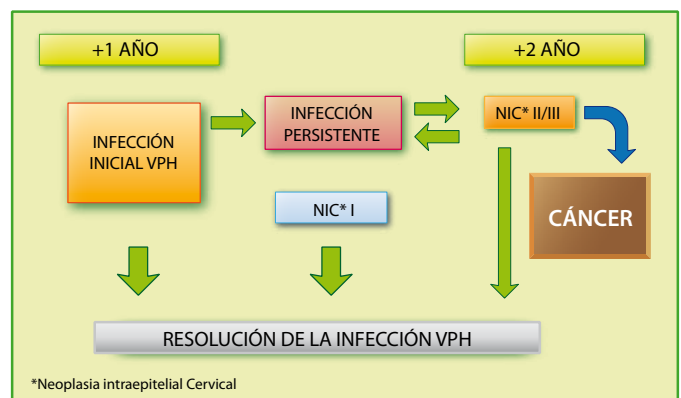 +1 AÑO
+2 AÑO
INFECCIÓN
INICIAL VPH
INFECCIÓN
PERSISTENTE
NIC* II/III
NIC* I
CÁNCER
RESOLUCIÓN DE LA INFECCIÓN VPH
*Neoplasia intraepitelial Cervical